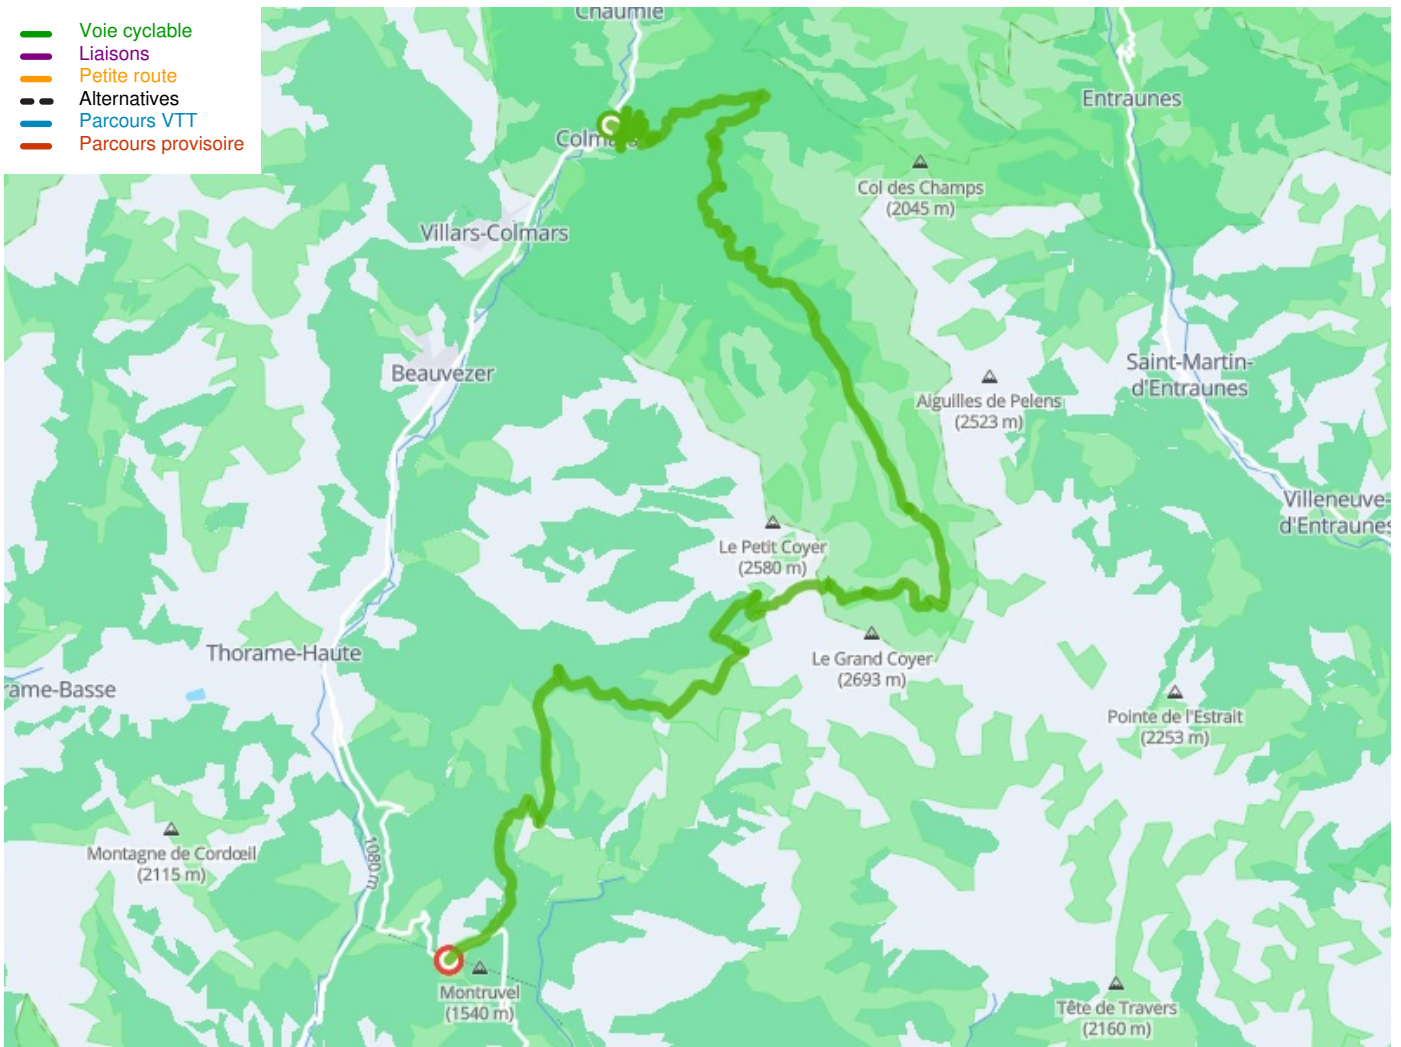 Voie cyclable
Liaisons
Petite route
Alternatives
Parcours VTT
Parcours provisoire
Chaumie
Entraunes
Colmars
Col des Champs
(2045 m)
Villars-Colmars
Beauvezer
Saint-Martin-
d'Entraunes
Aiguilles de Pelens
(2523 m)
Villeneuve-
d'Entraunes
Le Petit Coyer
(2580 m)
Thorame-Haute
Le Grand Coyer
(2693 m)
rame-Basse
Pointe de l'Estrait
(2253 m)
Montagne de Cordœil
(2115 m)
1080 m
Montruvel
(1540 m)
Tête de Travers
(2160 m)